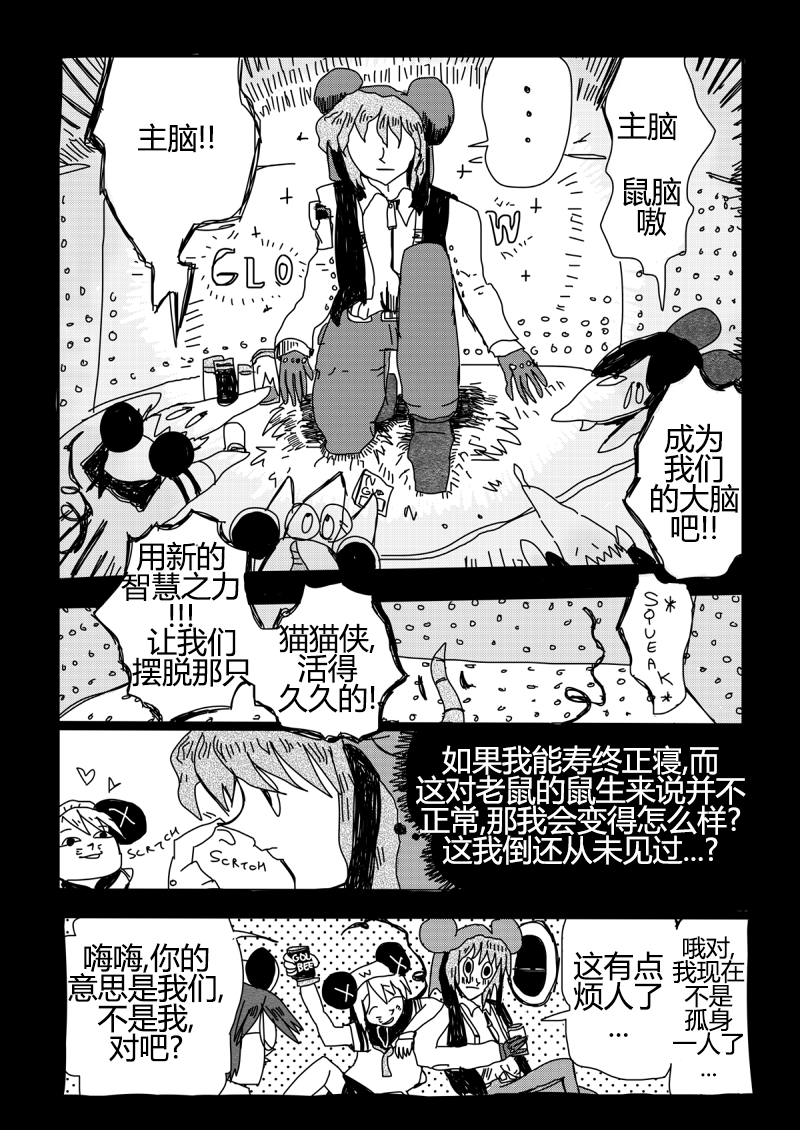 主脑
鼠脑
嗷
...
主脑!!
GLO
W
成为
我们
的大脑
吧!!
用新的
智慧之力
!!!
让我们
摆脱那只
猫猫侠,
活得
久久的!
*SQUEAK*
如果我能寿终正寝,而
这对老鼠的鼠生来说并不
正常,那我会变得怎么样?
这我倒还从未见过...?
SCRTCH
SCRTCH
哦对,
我现在
不是
孤身
一人了
...
这有点
烦人了
...
嗨嗨,你的
意思是我们,
不是我,
对吧?